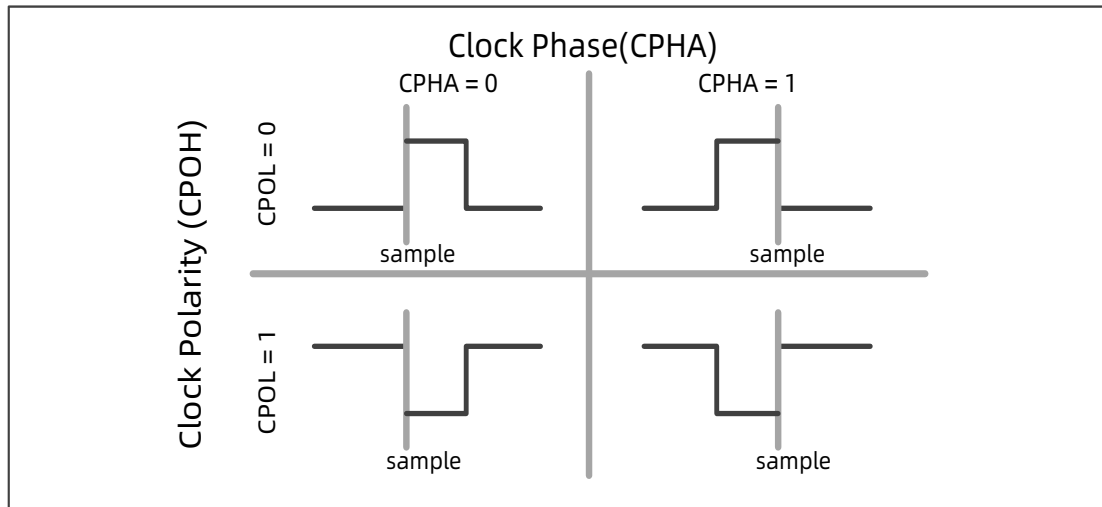 Clock Phase(CPHA)
CPHA = 0
CPHA = 1
Clock Polarity (CPOH)
CPOL = 0
sample
sample
CPOL = 1
sample
sample